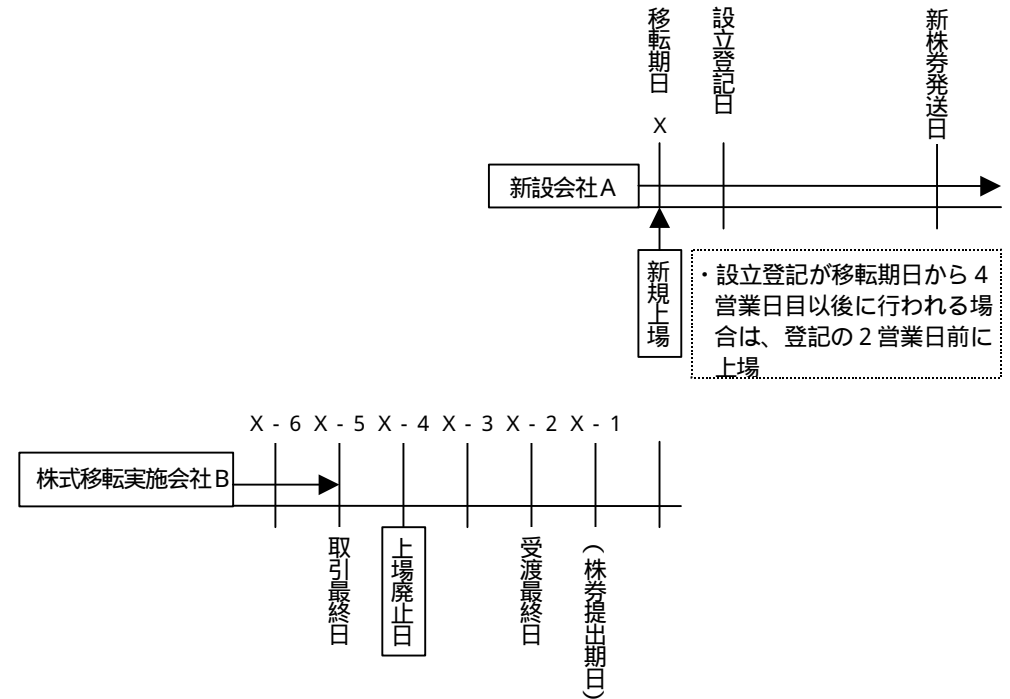 移転期日
設立登記日
新株券発送日
X
新設会社A
新規上場
・設立登記が移転期日から4
営業日目以後に行われる場
合は、登記の2営業日前に
上場
X-6 X-5 X-4 X-3 X-2 X-1
株式移転実施会社B
取引最終日
上場廃止日
受渡最終日
(株券提出期日)